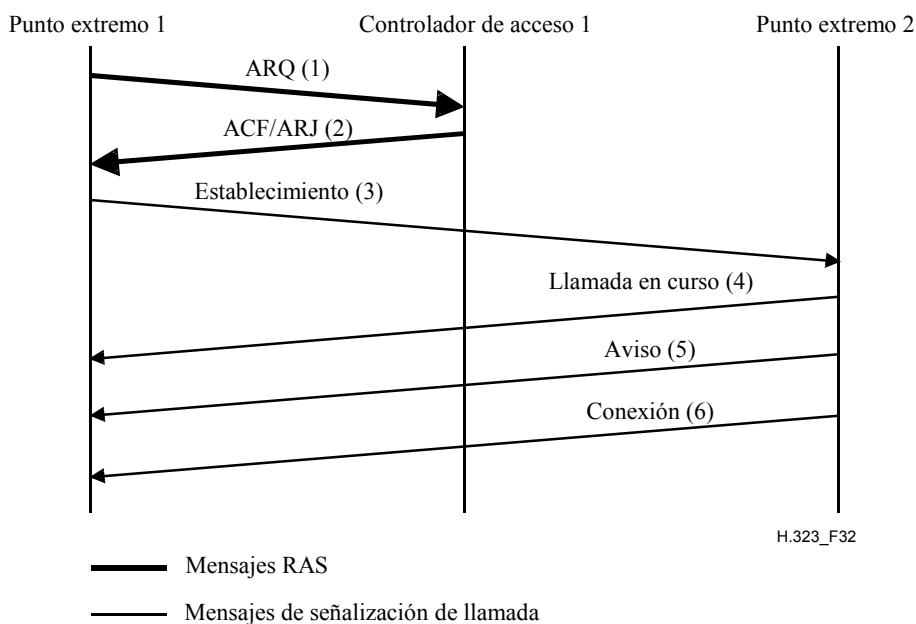 Punto extremo 1
Controlador de acceso 1
Punto extremo 2
ARQ (1)
ACF/ARJ (2)
Establecimiento (3)
Llamada en curso (4)
Aviso (5)
Conexión (6)
H.323_F32
Mensajes RAS
Mensajes de señalización de llamada